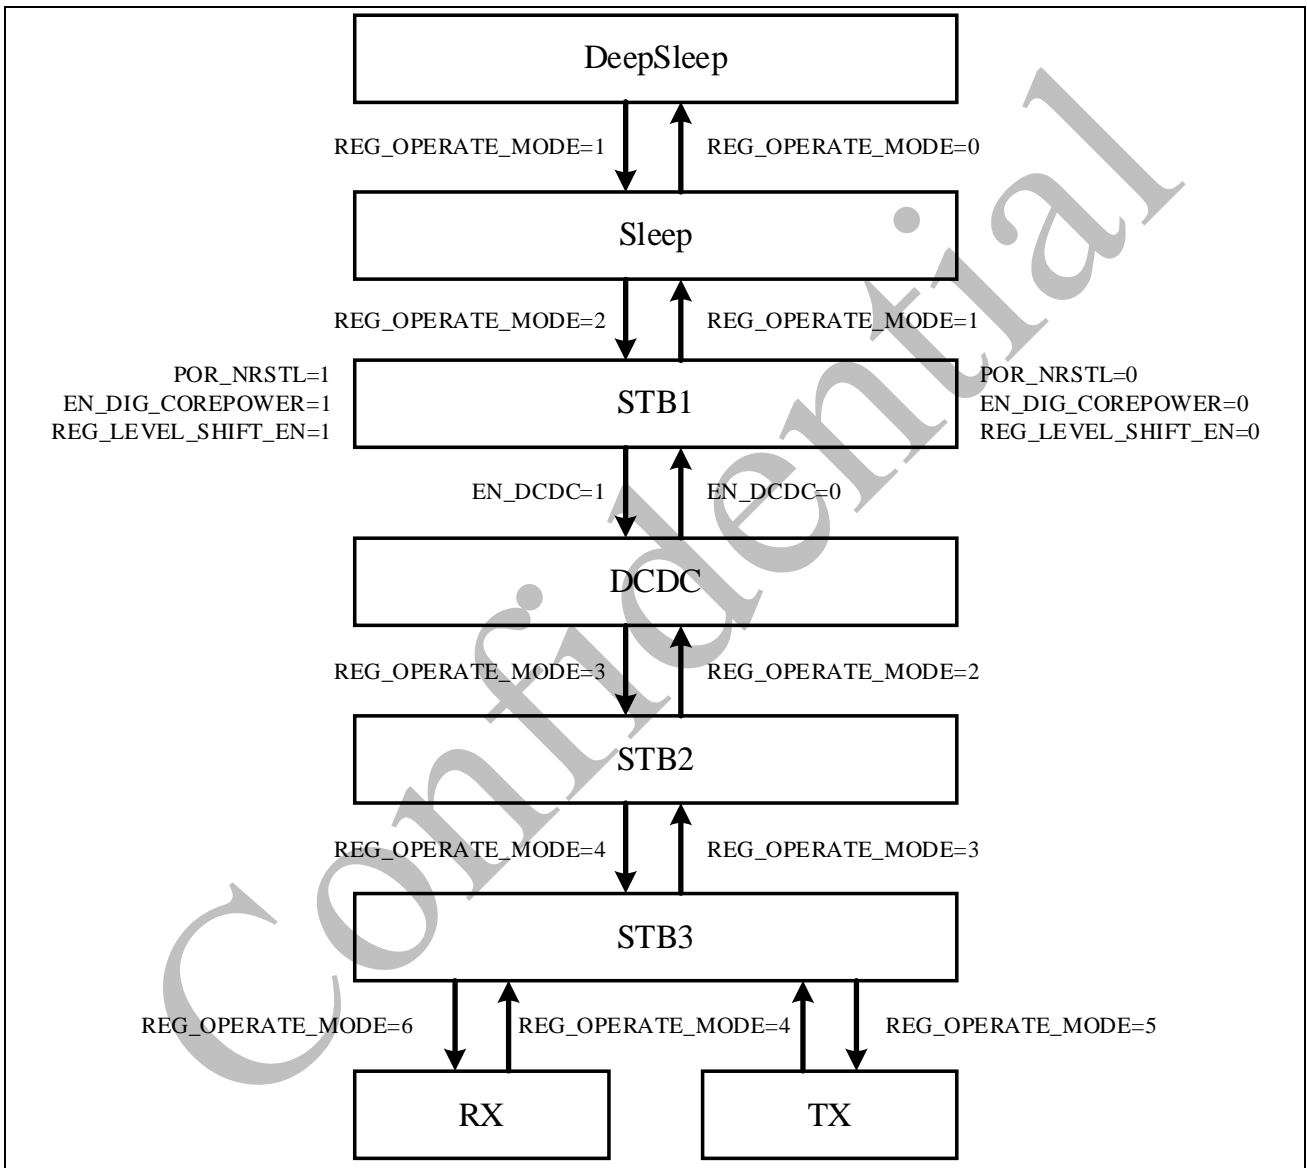 DeepSleep
REG_OPERATE_MODE=1
REG_OPERATE_MODE=0
Sleep
REG_OPERATE_MODE=2
REG_OPERATE_MODE=1
POR_NRSTL=1
EN_DIG_COREPOWER=1
REG_LEVEL_SHIFT_EN=1
STB1
POR_NRSTL=0
EN_DIG_COREPOWER=0
REG_LEVEL_SHIFT_EN=0
EN_DCDC=1
EN_DCDC=0
DCDC
REG_OPERATE_MODE=3
REG_OPERATE_MODE=2
STB2
REG_OPERATE_MODE=4
REG_OPERATE_MODE=3
STB3
REG_OPERATE_MODE=6
REG_OPERATE_MODE=4
REG_OPERATE_MODE=5
RX
TX
Confidential